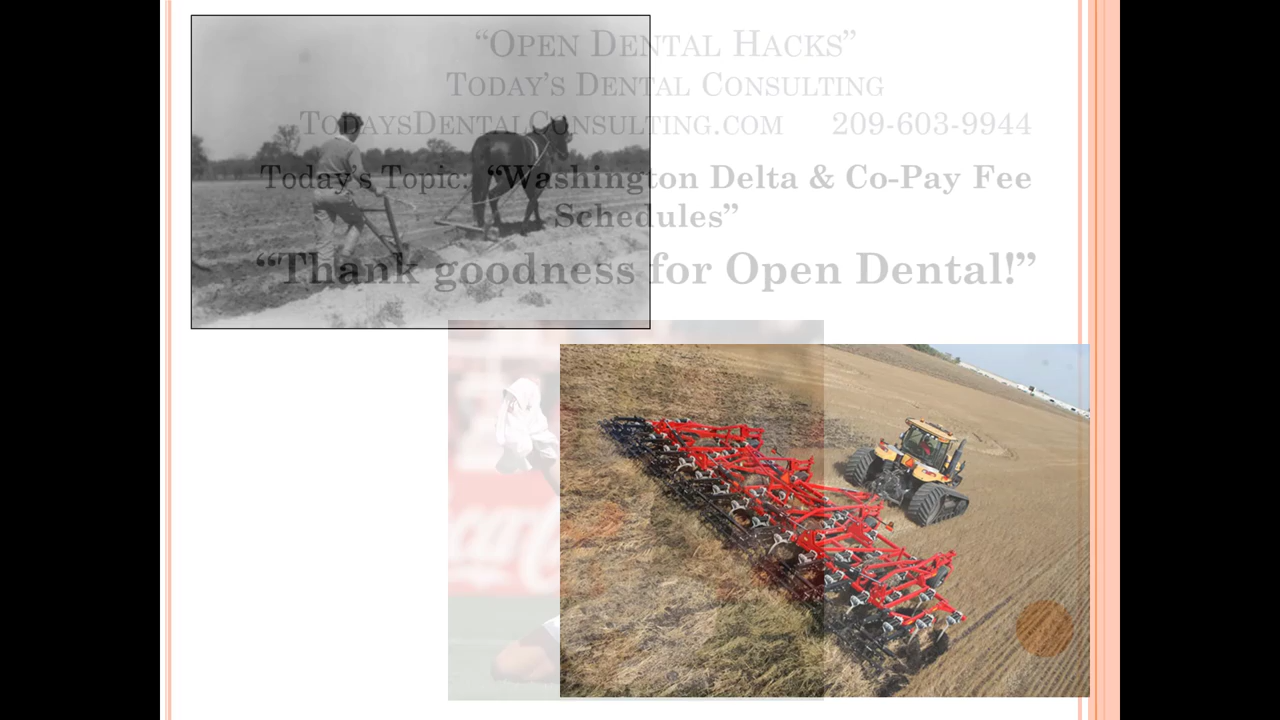 “OPEN DENTAL HACKS”
TODAY’S DENTAL CONSULTING
TODAYSDENTALCONSULTING.COM 209-603-9944
Today’s Topic: “Washington Delta & Co-Pay Fee
Schedules”
“‘Thank goodness for Open Dental!”